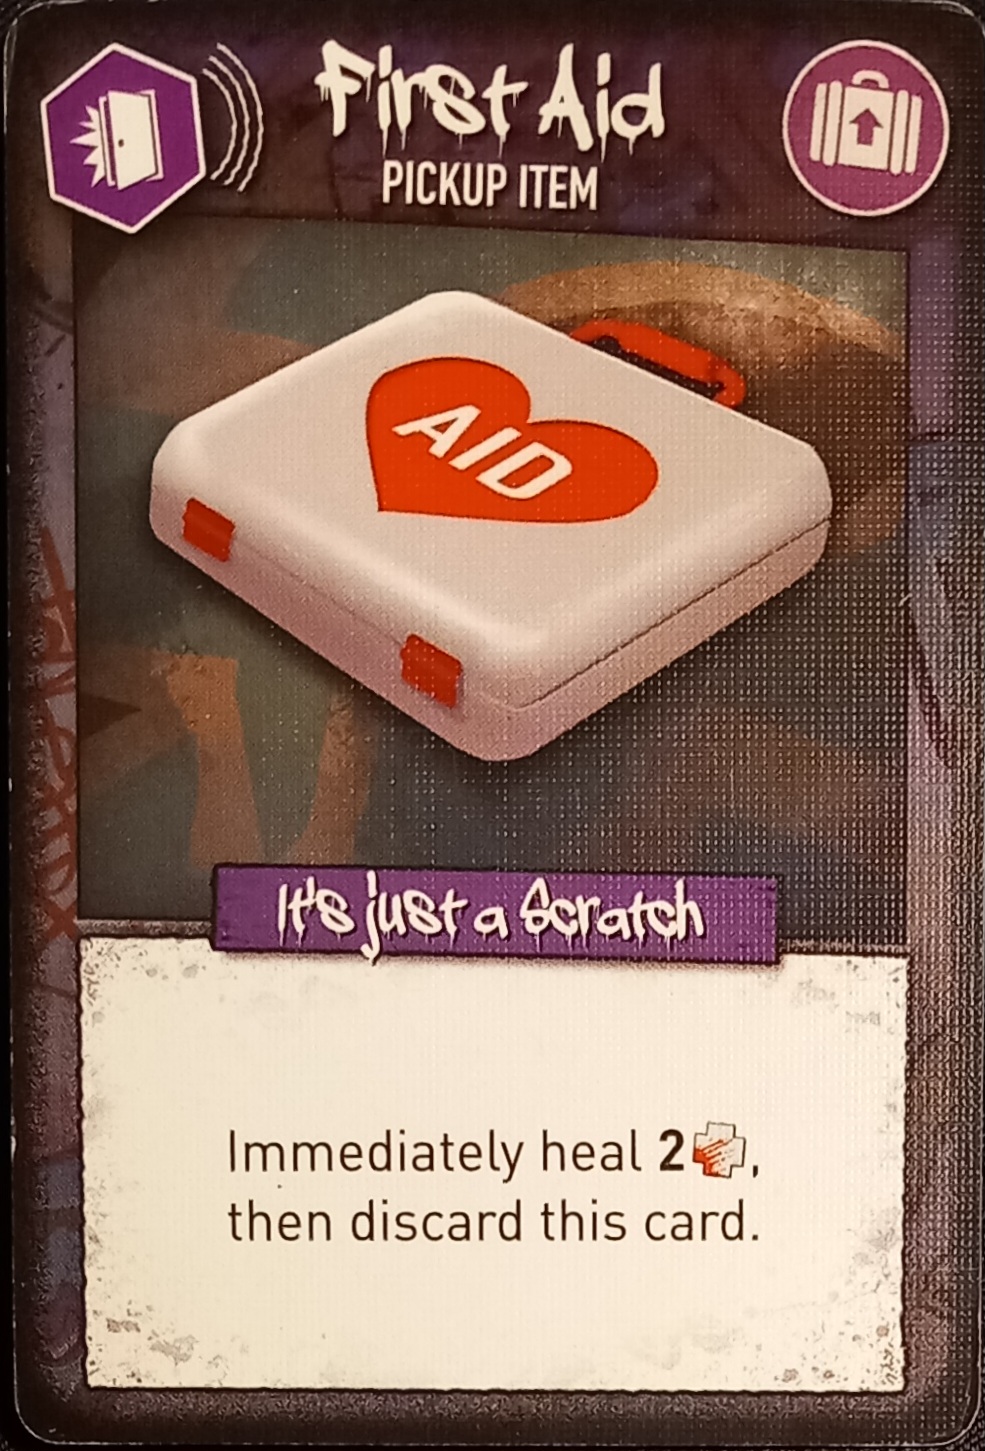 First Aid
PICKUP ITEM
AID
It's just a Scratch
Immediately heal 2,
then discard this card.